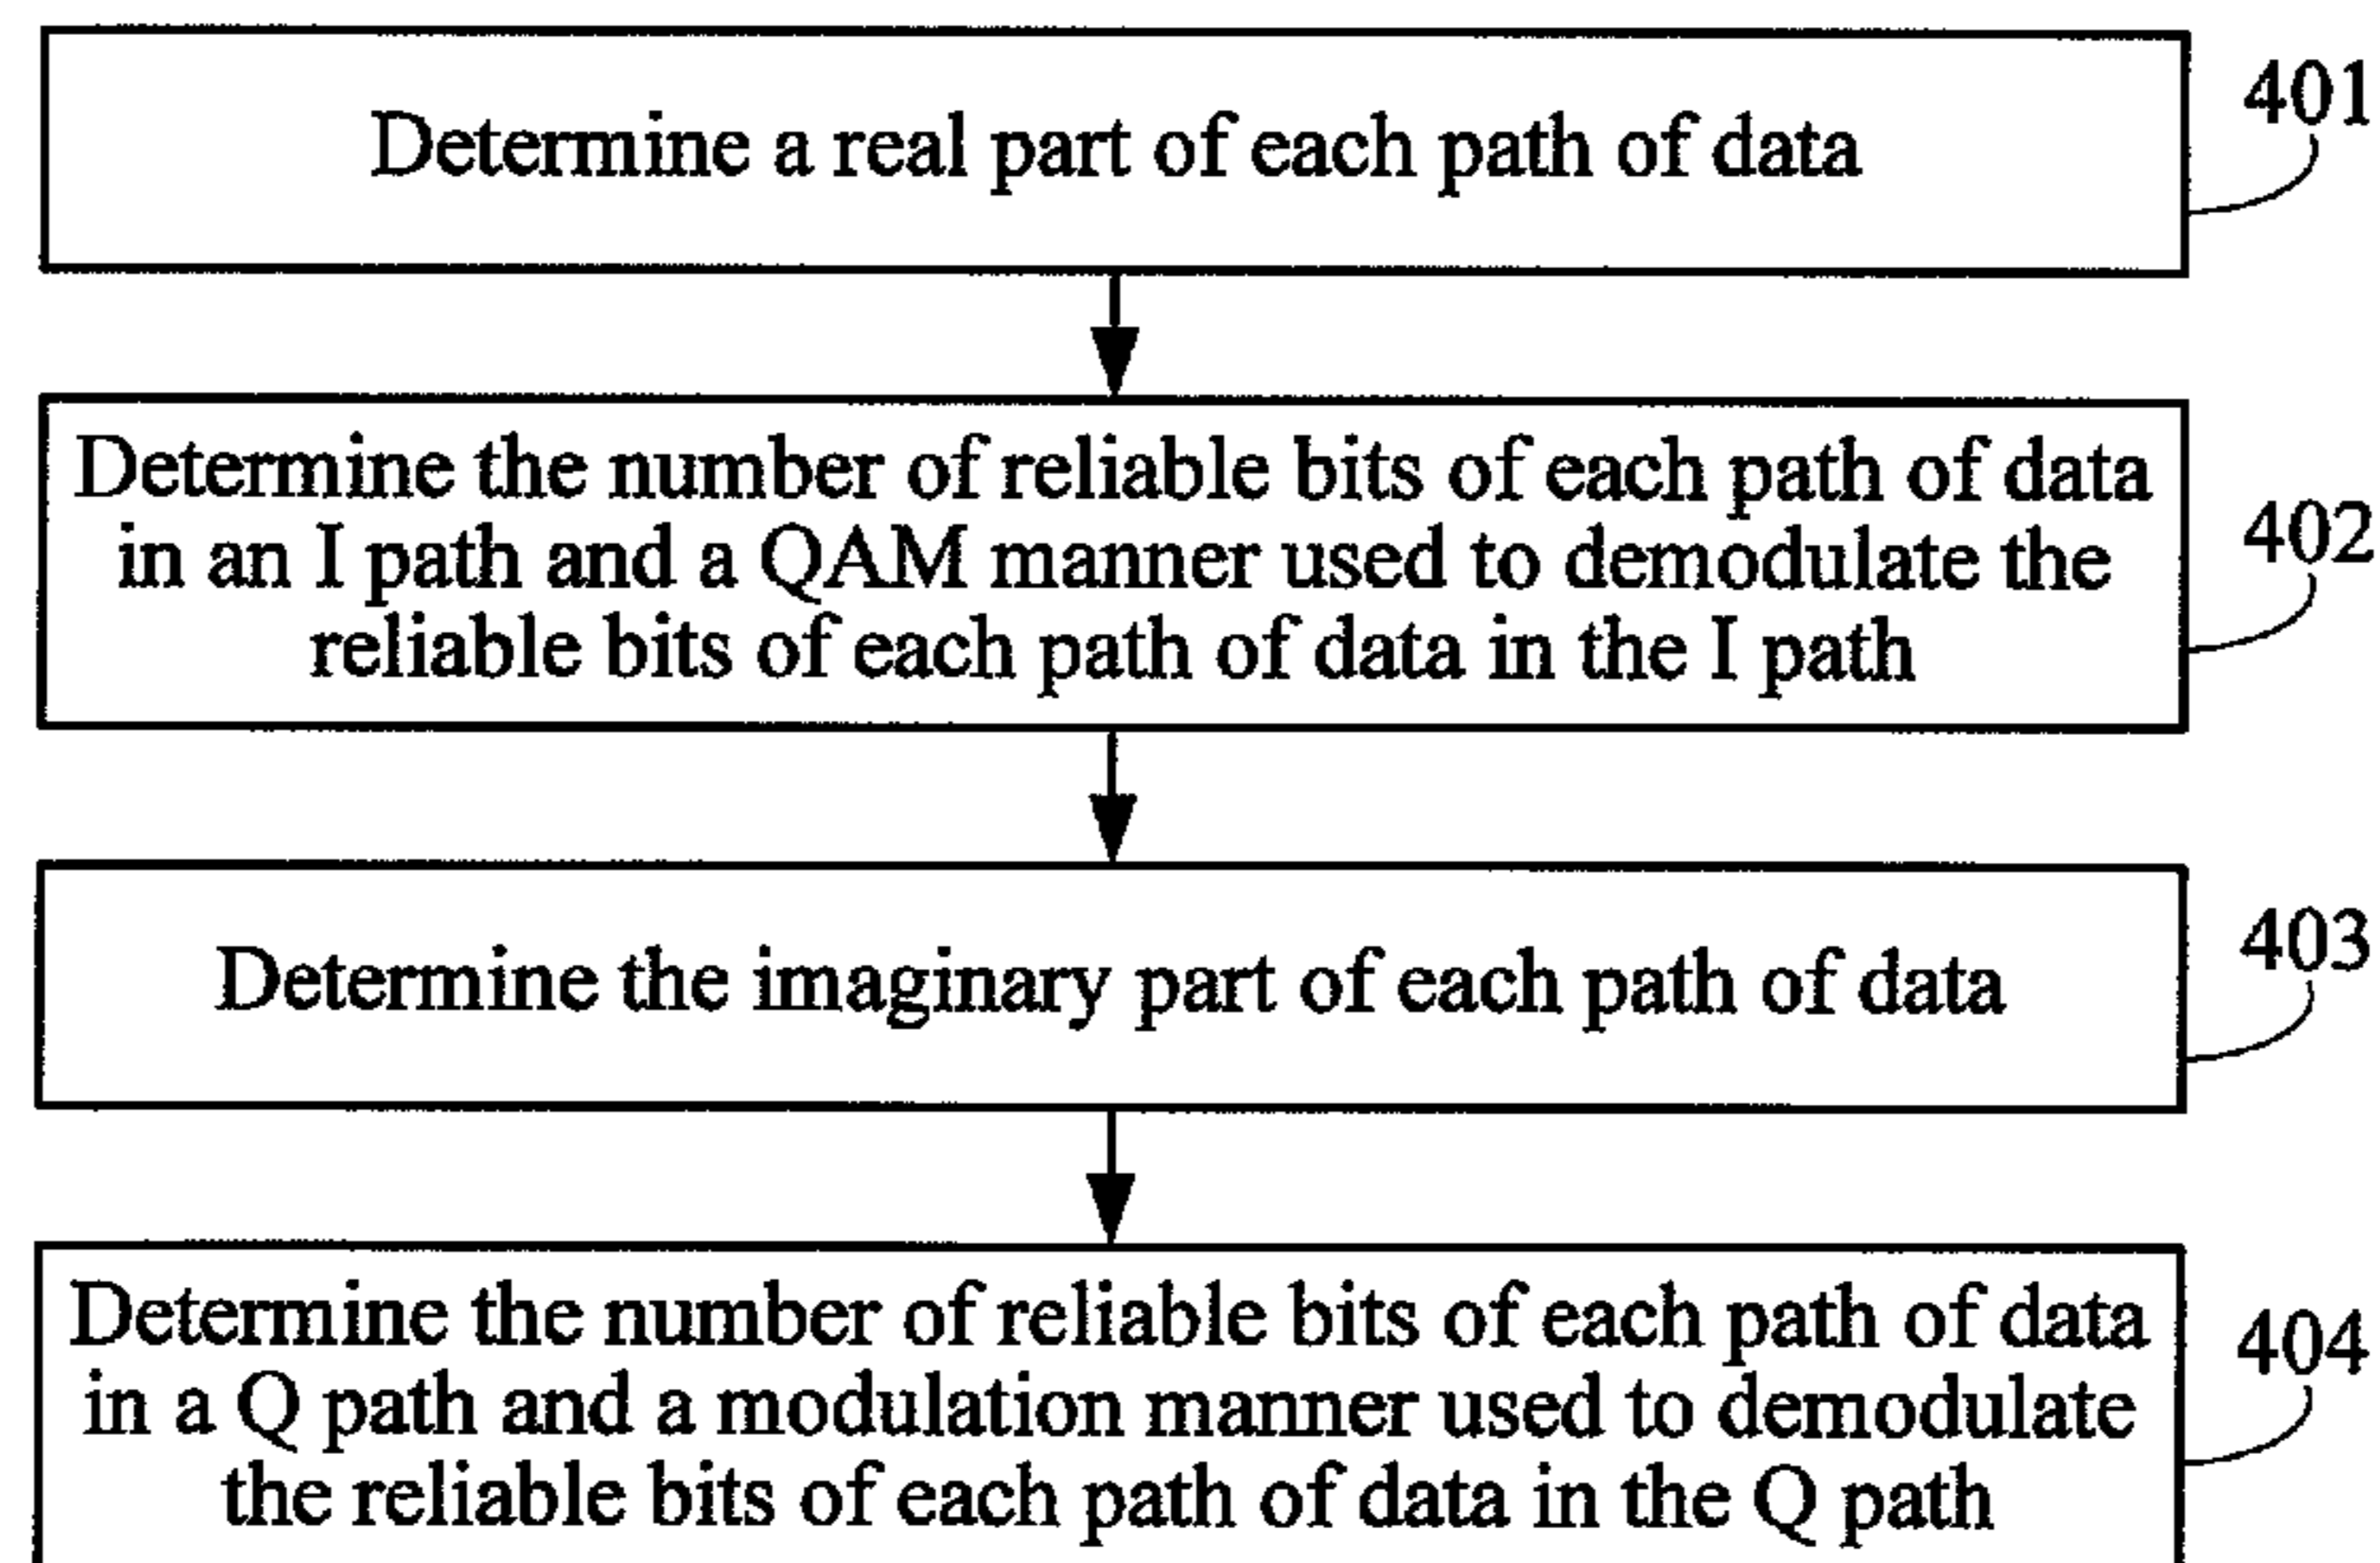 Determine a real part of each path of data
401
Determine the number of reliable bits of each path of data
in an I path and a QAM manner used to demodulate the
reliable bits of each path of data in the I path
402
Determine the imaginary part of each path of data
403
Determine the number of reliable bits of each path of data
in a Q path and a modulation manner used to demodulate
the reliable bits of each path of data in the Q path
404